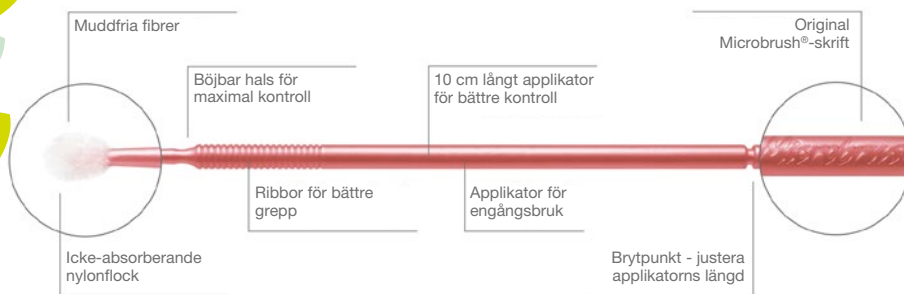 Muddfria fibrer
Original
Microbrush®-skrift
Böjbar hals för
maximal kontroll
10 cm långt applikator
för bättre kontroll
Ribbor för bättre
grepp
Applikator för
engångsbruk
Icke-absorberande
nylonflock
Brytpunkt - justera
applikatorns längd